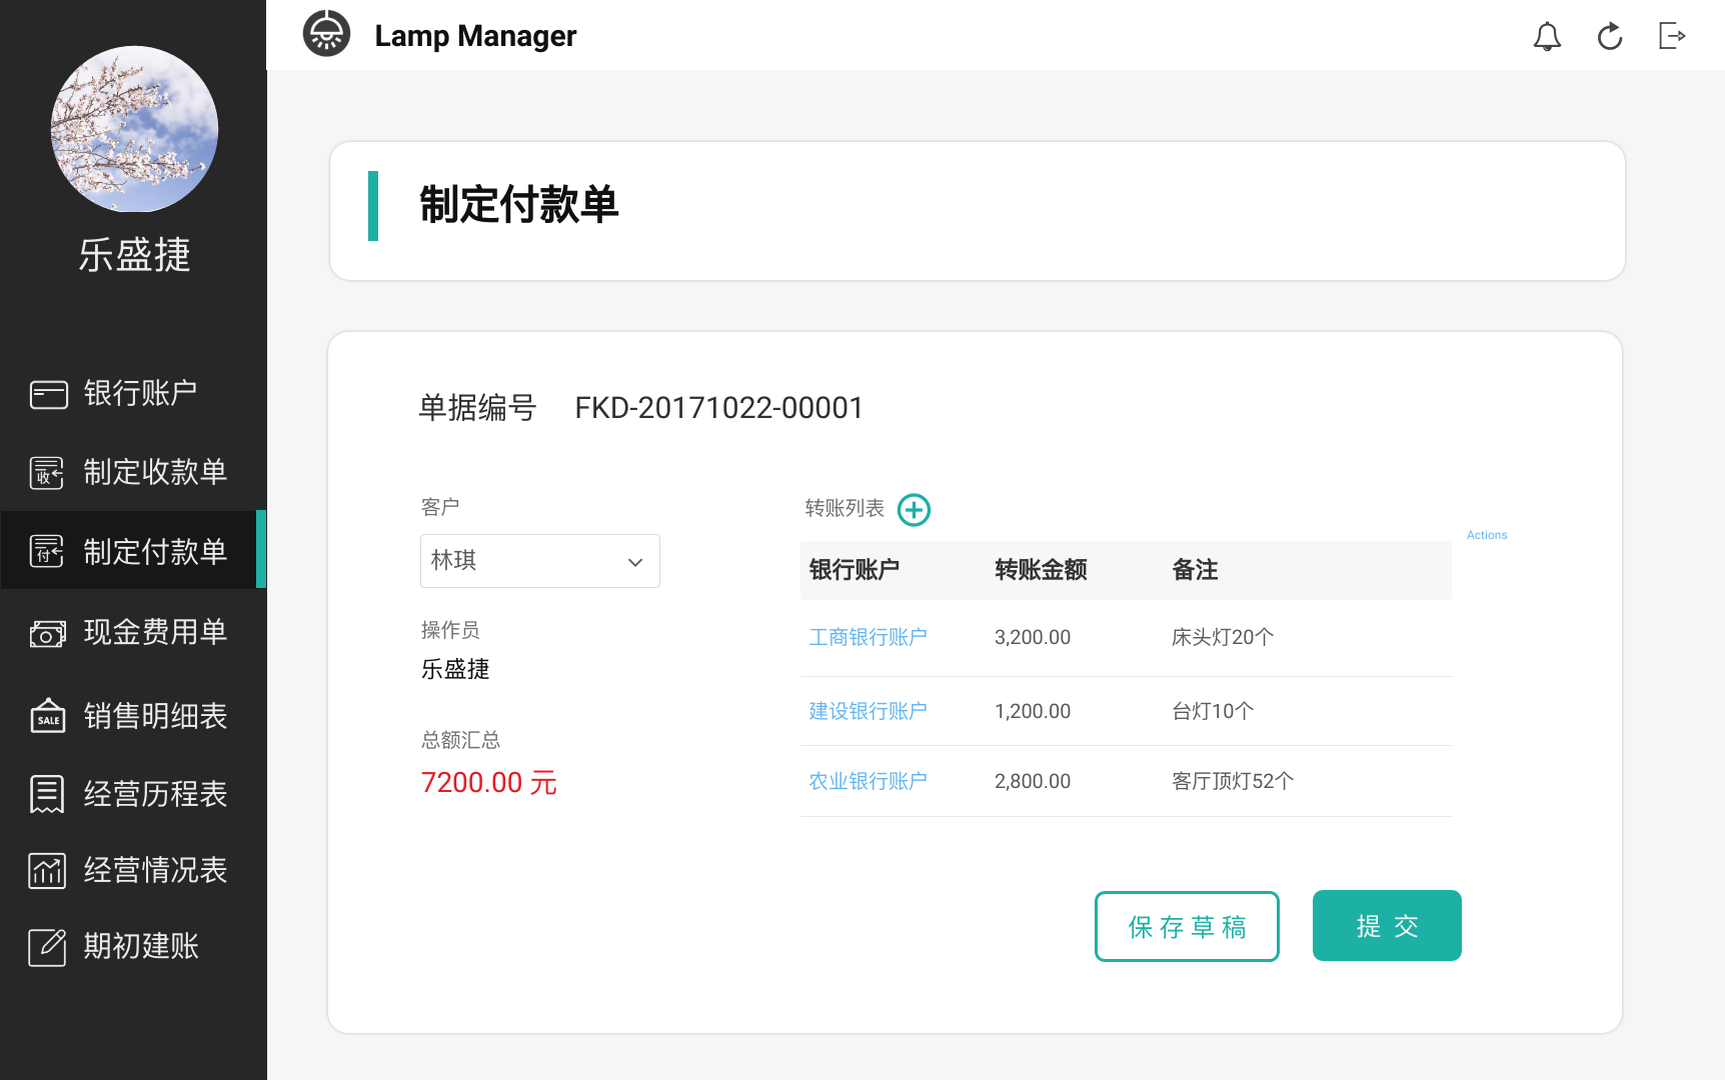 Lamp Manager
乐盛捷
银行账户
收
制定收款单
付
制定付款单
现金费用单
SALE
销售明细表
经营历程表
经营情况表
期初建账
制定付款单
单据编号 FKD-20171022-00001
客户
林琪
操作员
乐盛捷
总额汇总
7200.00 元
转账列表
Actions
银行账户 转账金额 备注
工商银行账户 3,200.00 床头灯20个
建设银行账户 1,200.00 台灯10个
农业银行账户 2,800.00 客厅顶灯52个
保存草稿 提交